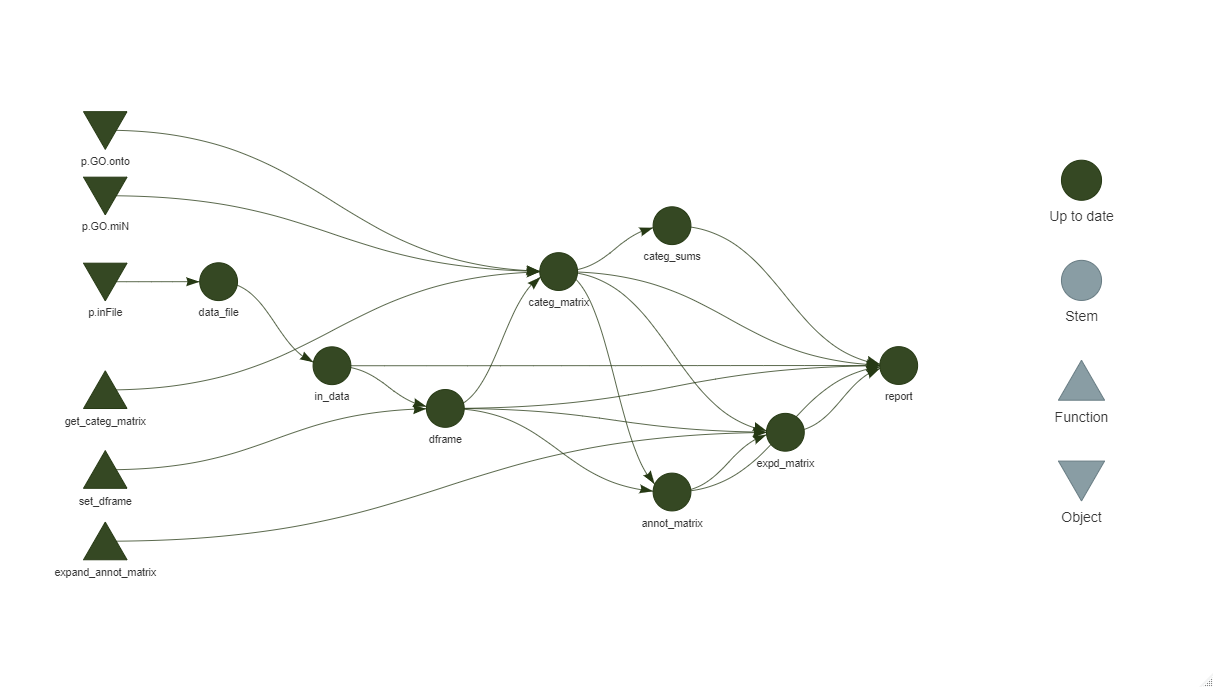 p.GO.onto
p.GO.miN
p.inFile
data_file
get_categ_matrix
set_dframe
expand_annot_matrix
in_data
dframe
categ_matrix
categ_sums
annot_matrix
expd_matrix
report
Up to date
Stem
Function
Object